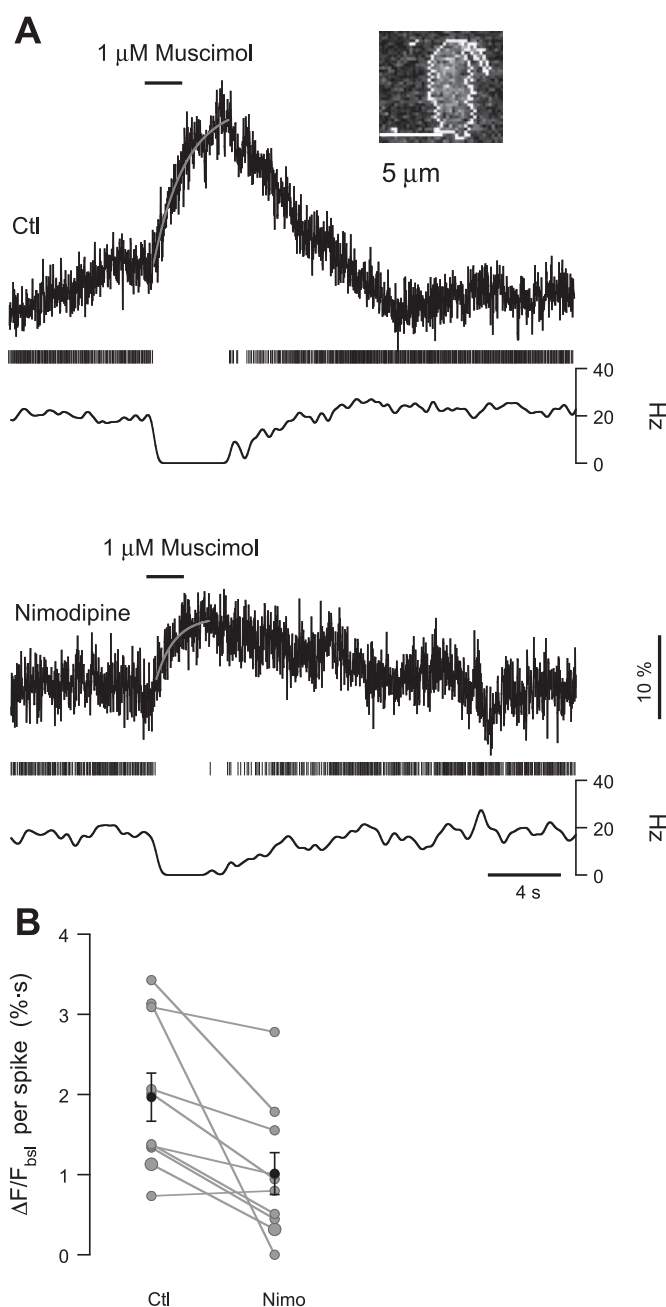 A
1 μM Muscimol
5 μm
Ctl
40
20
0
Hz
1 μM Muscimol
Nimodipine
10 %
40
20
0
Hz
4 s
B
4
3
2
1
0
ΔF/F_bsl per spike (%·s)
Ctl
Nimo